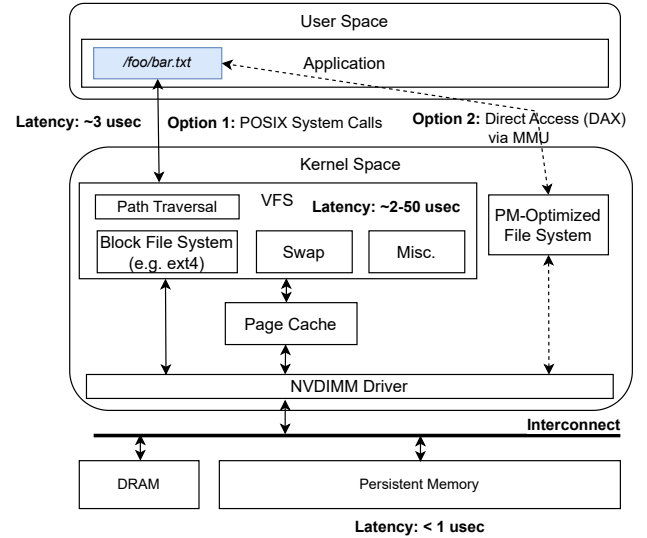 User Space
/foo/bar.txt
Application
Latency: ~3 usec
Option 1: POSIX System Calls
Option 2: Direct Access (DAX)
via MMU
Kernel Space
VFS
Path Traversal
Latency: ~2-50 usec
Block File System
(e.g. ext4)
Swap
Misc.
PM-Optimized
File System
Page Cache
NVDIMM Driver
Interconnect
DRAM
Persistent Memory
Latency: < 1 usec